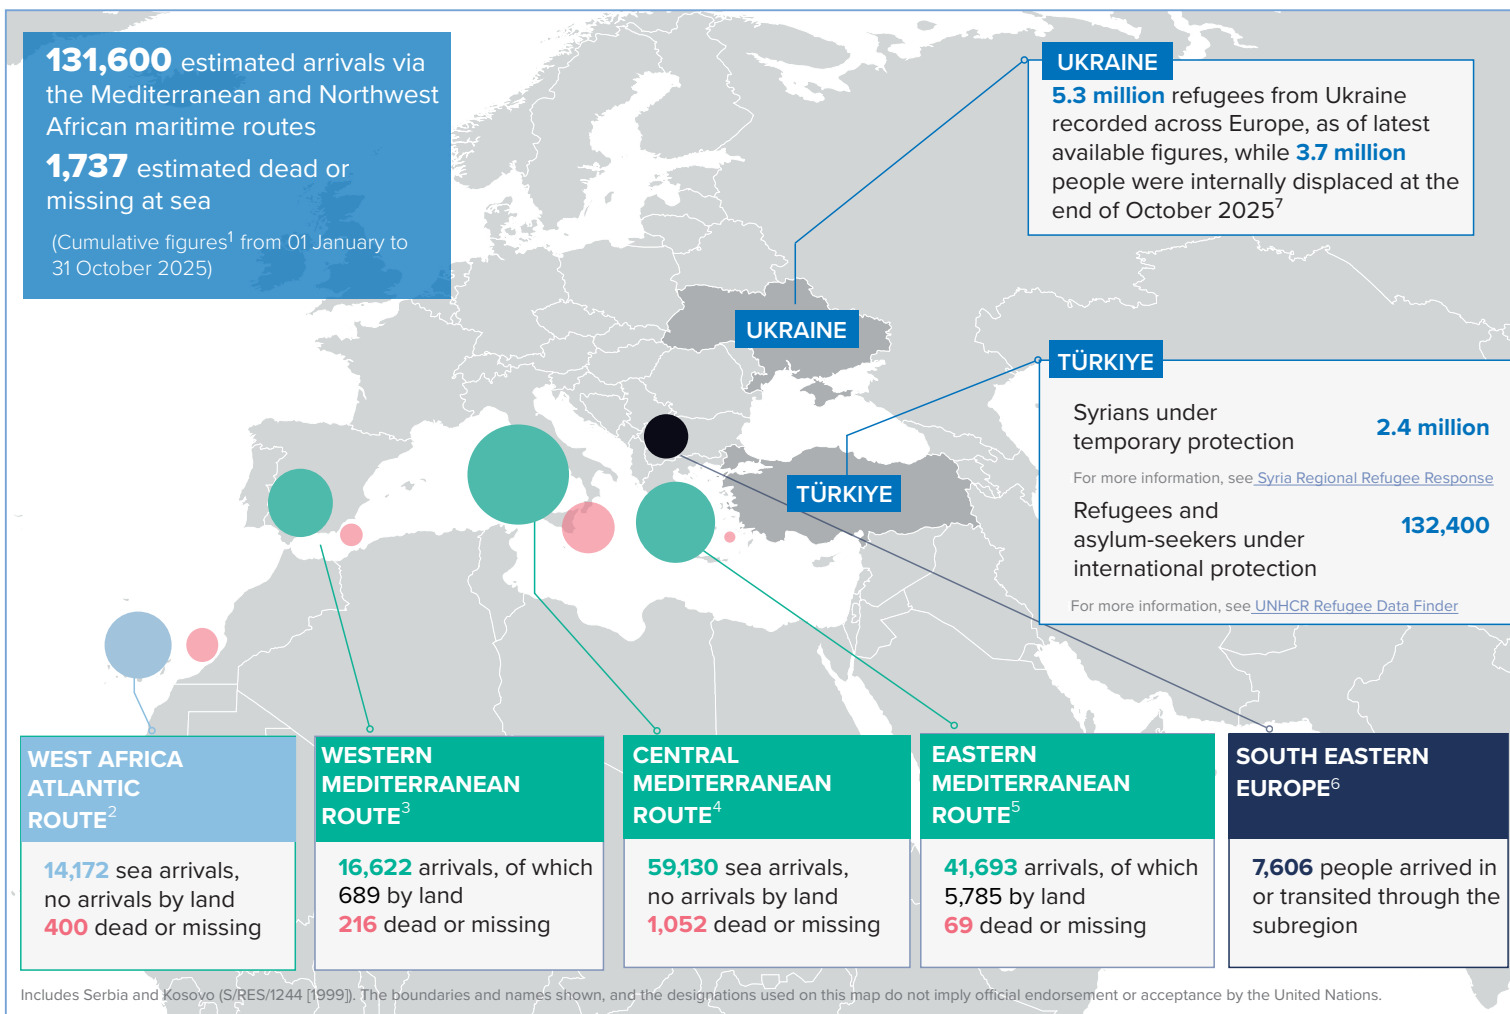 131,600 estimated arrivals via
the Mediterranean and Northwest
African maritime routes
1,737 estimated dead or
missing at sea
(Cumulative figures¹ from 01 January to
31 October 2025)
UKRAINE
5.3 million refugees from Ukraine
recorded across Europe, as of latest
available figures, while 3.7 million
people were internally displaced at the
end of October 2025⁷
UKRAINE
TÜRKIYE
Syrians under
temporary protection
2.4 million
For more information, see Syria Regional Refugee Response
Refugees and
asylum-seekers under
international protection
132,400
For more information, see UNHCR Refugee Data Finder
TÜRKIYE
WEST AFRICA
ATLANTIC
ROUTE²
14,172 sea arrivals,
no arrivals by land
400 dead or missing
WESTERN
MEDITERRANEAN
ROUTE³
16,622 arrivals, of which
689 by land
216 dead or missing
CENTRAL
MEDITERRANEAN
ROUTE⁴
59,130 sea arrivals,
no arrivals by land
1,052 dead or missing
EASTERN
MEDITERRANEAN
ROUTE⁵
41,693 arrivals, of which
5,785 by land
69 dead or missing
SOUTH EASTERN
EUROPE⁶
7,606 people arrived in
or transited through the
subregion
Includes Serbia and Kosovo (S/RES/1244 [1999]). The boundaries and names shown, and the designations used on this map do not imply official endorsement or acceptance by the United Nations.